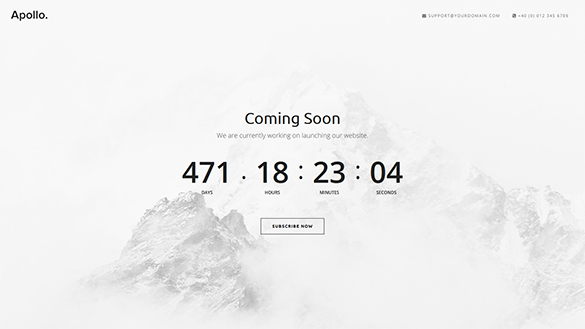 Apollo.
SUPPORT@YOURDOMAIN.COM +40 (0) 012 345 6789
Coming Soon
We are currently working on launching our website.
471 . 18 : 23 : 04
DAYS HOURS MINUTES SECONDS
SUBSCRIBE NOW